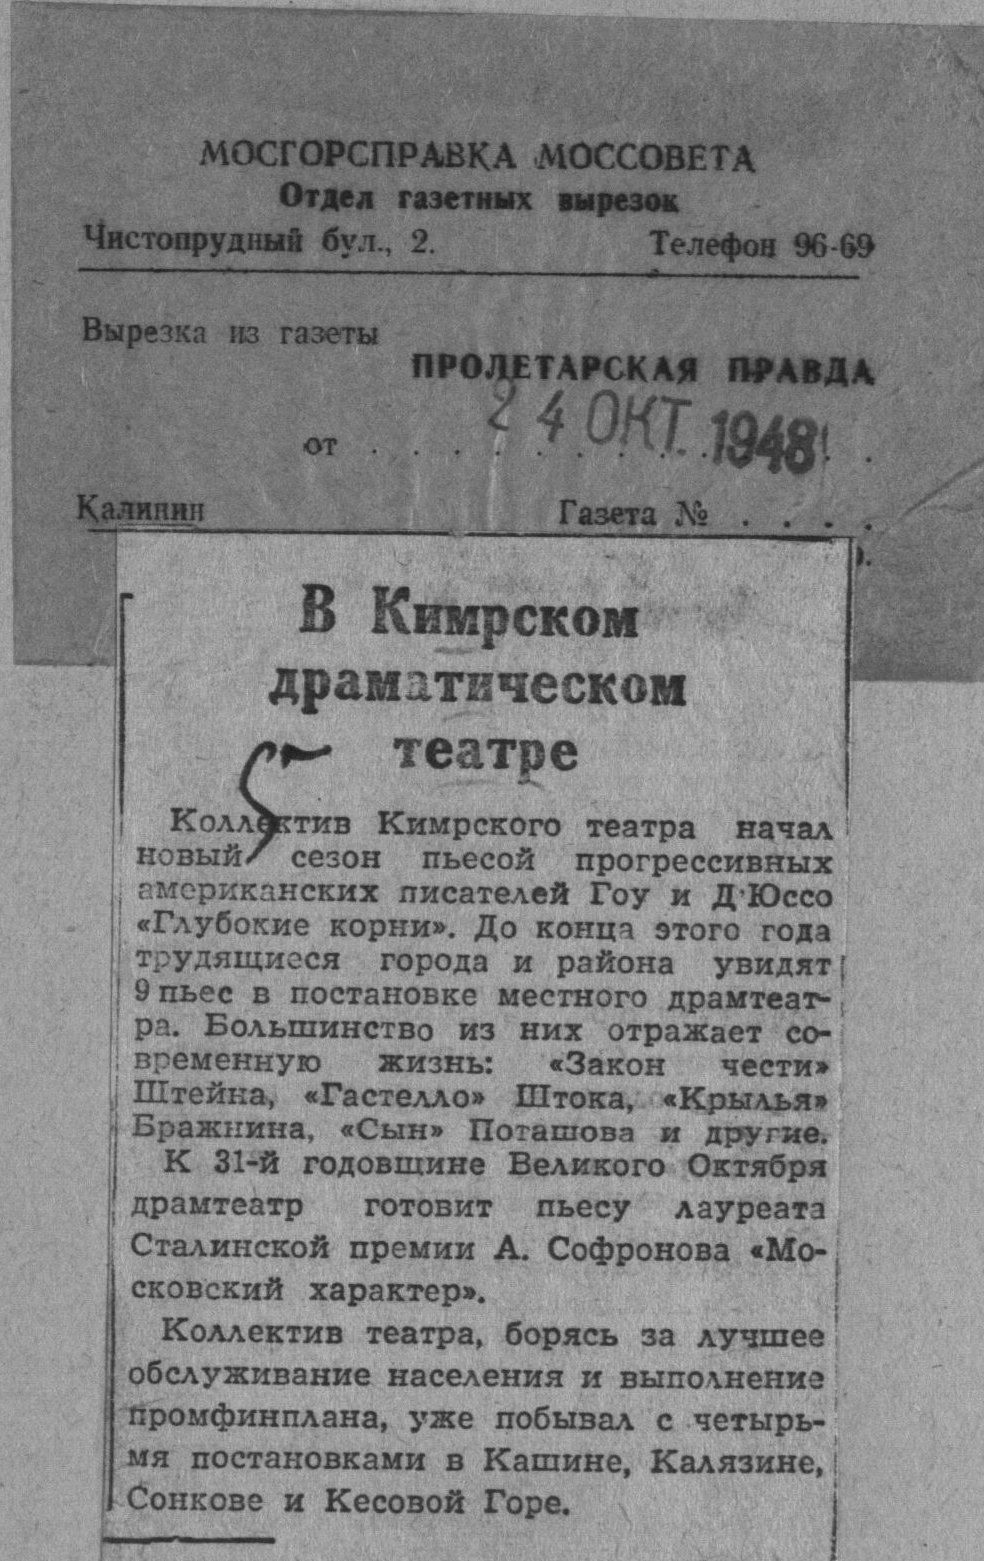 МОСГОРСПРАВКА МОССОВЕТА
Отдел газетных вырезок
Чистопрудный бул., 2. Телефон 96-69
Вырезка из газеты
ПРОЛЕТАРСКАЯ ПРАВДА
от . . . . . . . . . . . .
24 ОКТ. 1948
Калинин Газета № . . . .
В Кимрском
драматическом
театре
Коллектив Кимрского театра начал
новый сезон пьесой прогрессивных
американских писателей Гоу и Д'Юссо
«Глубокие корни». До конца этого года
трудящиеся города и района увидят
9 пьес в постановке местного драмтеат-
ра. Большинство из них отражает со-
временную жизнь: «Закон чести»
Штейна, «Гастелло» Штока, «Крылья»
Бражнина, «Сын» Поташова и другие.
К 31-й годовщине Великого Октября
драмтеатр готовит пьесу лауреата
Сталинской премии А. Софронова «Мо-
сковский характер».
Коллектив театра, борясь за лучшее
обслуживание населения и выполнение
промфинплана, уже побывал с четырь-
мя постановками в Кашине, Калязине,
Сонкове и Кесовой Горе.